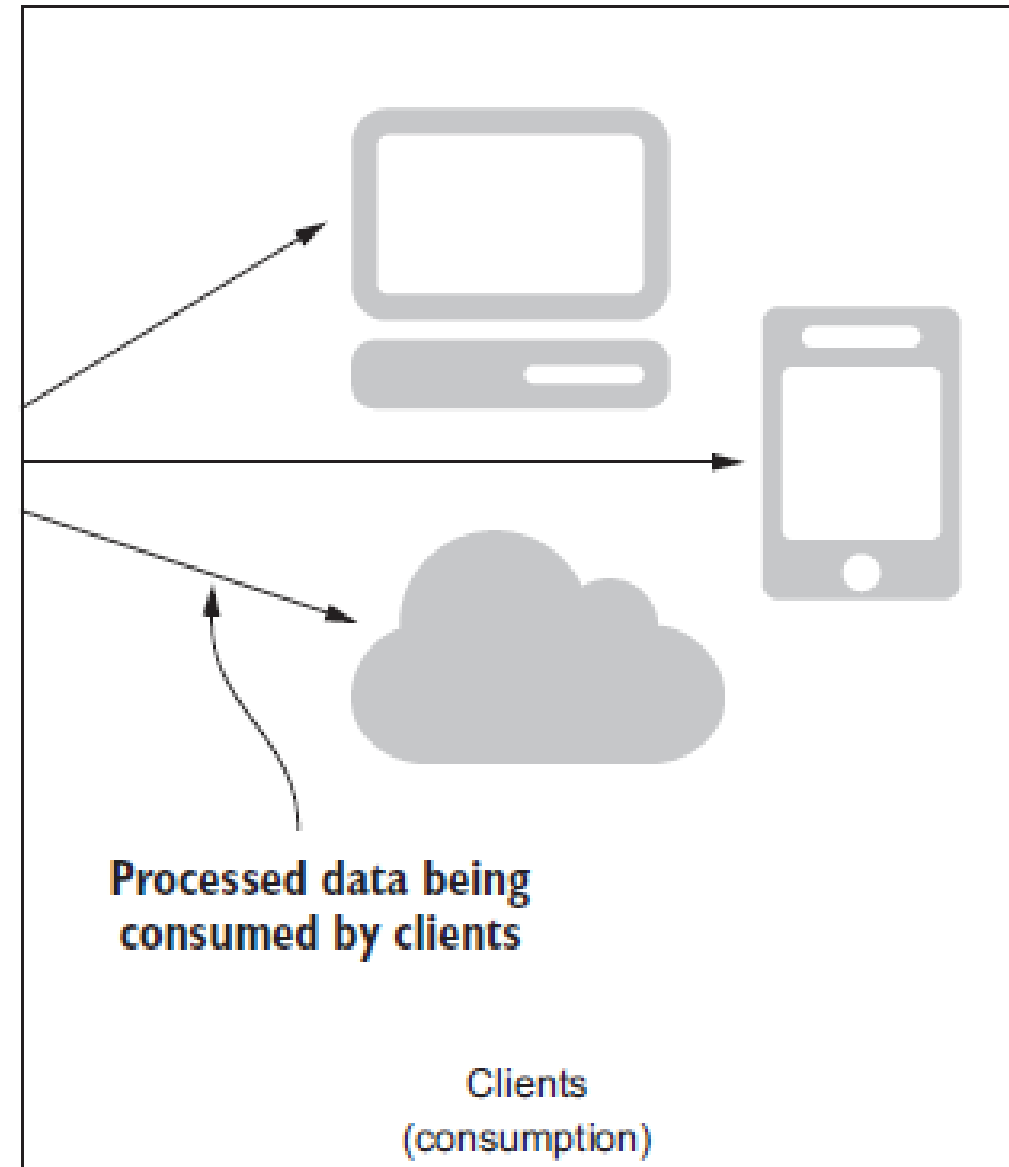 Processed data being
consumed by clients
Clients
(consumption)